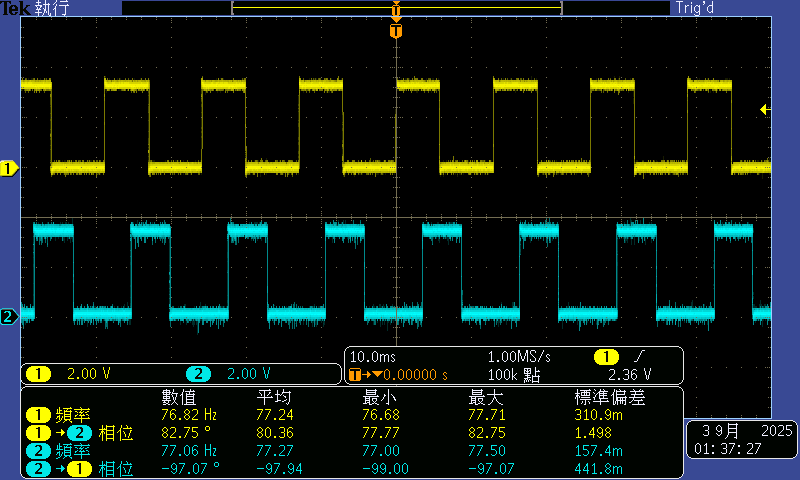 Tek 執行 Trig'd
T
T
1
2
1 2.00 V 2 2.00 V
10.0ms 1.00MS/s 1
T→▼0.00000 s 100k 點 2.36 V
數值 平均 最小 最大 標準偏差
1 頻率 76.82 Hz 77.24 76.68 77.71 310.9m
1→2 相位 82.75 ° 80.36 77.77 82.75 1.498
2 頻率 77.06 Hz 77.27 77.00 77.50 157.4m
2→1 相位 -97.07 ° -97.94 -99.00 -97.07 441.8m
3 9月 2025
01:37:27